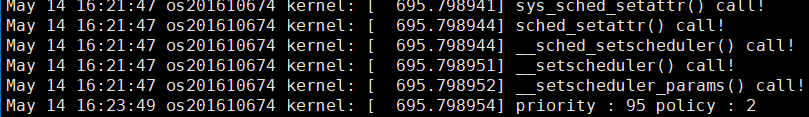 May 14 16:21:47 os201610674 kernel: [  695.798941] sys_sched_setattr() call!
May 14 16:21:47 os201610674 kernel: [  695.798944] sched_setattr() call!
May 14 16:21:47 os201610674 kernel: [  695.798944] __sched_setscheduler() call!
May 14 16:21:47 os201610674 kernel: [  695.798951] __setscheduler() call!
May 14 16:21:47 os201610674 kernel: [  695.798952] __setscheduler_params() call!
May 14 16:23:49 os201610674 kernel: [  695.798954] priority : 95 policy : 2